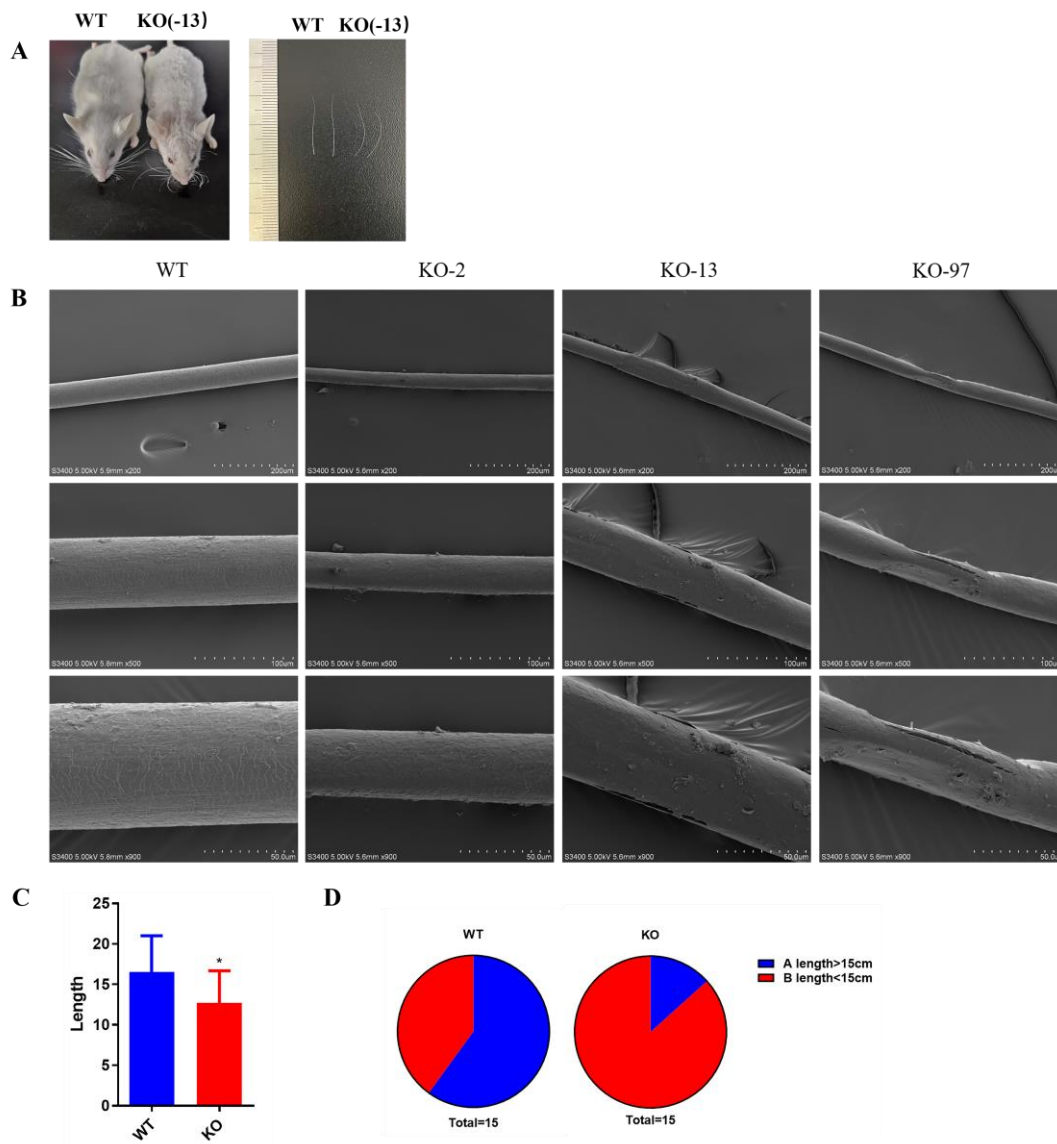 WT KO(-13)
WT KO(-13)
A
WT KO-2 KO-13 KO-97
B
S3400 5.00kV 5.6mm x200 200um
S3400 5.00kV 5.6mm x200 200um
S3400 5.00kV 5.6mm x200 200um
S3400 5.00kV 5.6mm x200 200um
S3400 5.00kV 5.8mm x500 100um
S3400 5.00kV 5.6mm x500 100um
S3400 5.00kV 5.6mm x500 100um
S3400 5.00kV 5.6mm x500 100um
S3400 5.00kV 5.8mm x900 50.0um
S3400 5.00kV 5.6mm x900 50.0um
S3400 5.00kV 5.6mm x900 50.0um
S3400 5.00kV 5.6mm x900 50.0um
C
25
20
15
10
5
0
Length
*
WT
KO
D
WT
KO
A length>15cm
B length<15cm
Total=15
Total=15